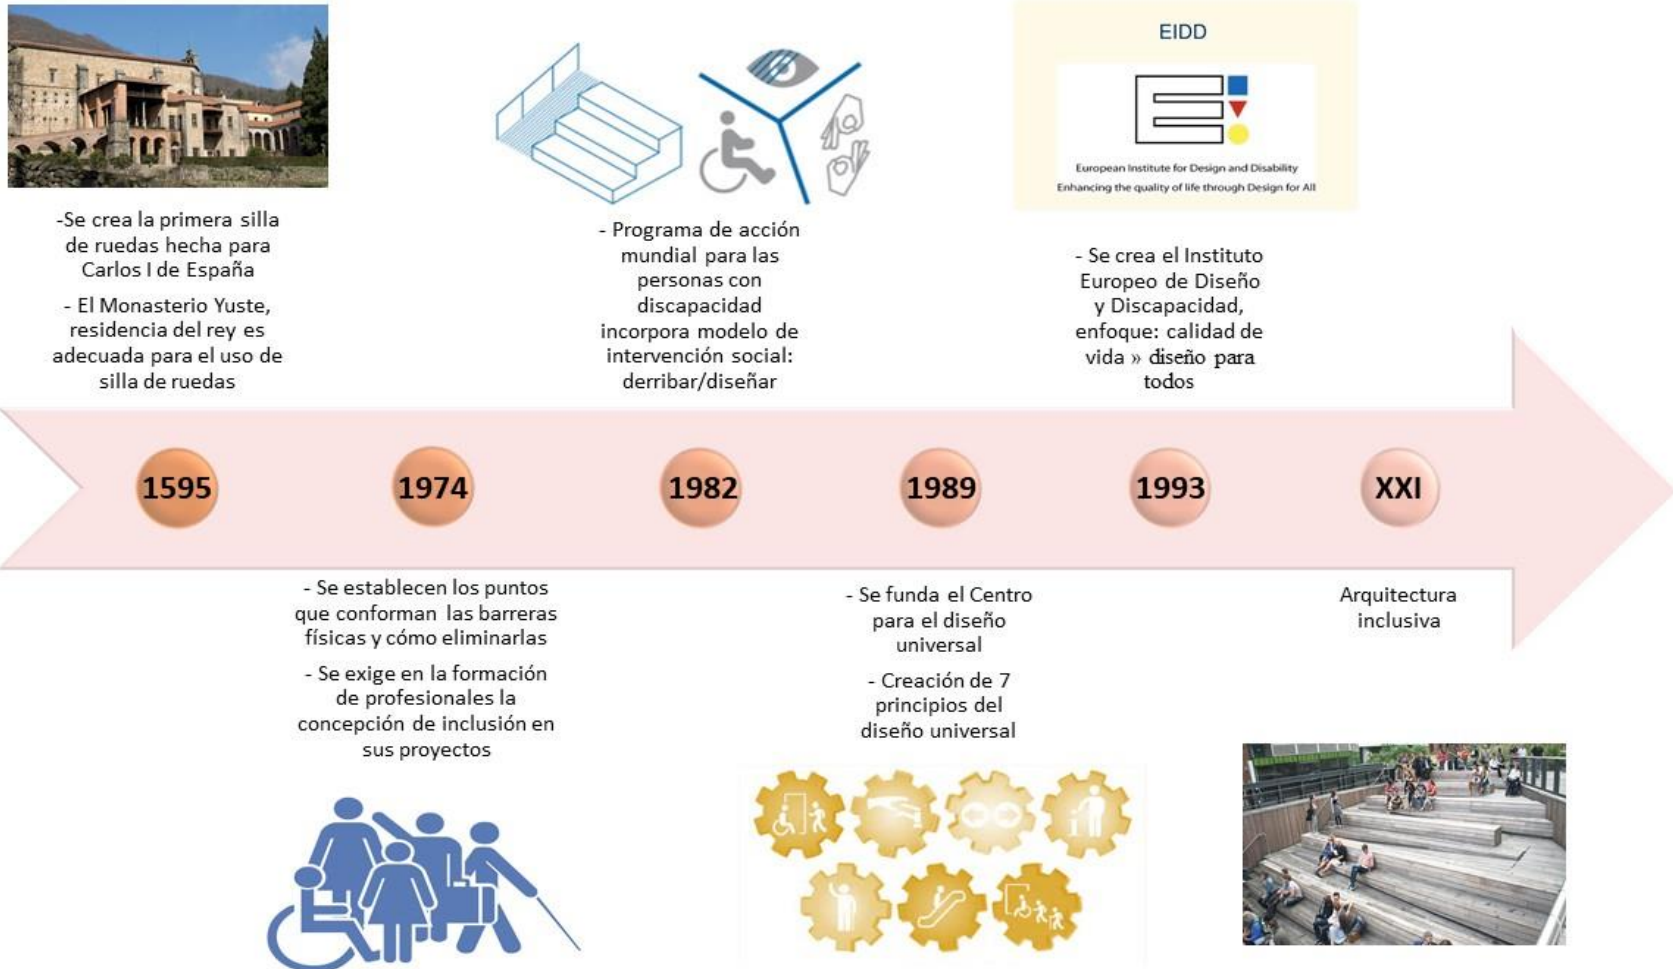 -Se crea la primera silla
de ruedas hecha para
Carlos I de España
- El Monasterio Yuste,
residencia del rey es
adecuada para el uso de
silla de ruedas
- Programa de acción
mundial para las
personas con
discapacidad
incorpora modelo de
intervención social:
derribar/diseñar
EIDD
European Institute for Design and Disability
Enhancing the quality of life through Design for All
- Se crea el Instituto
Europeo de Diseño
y Discapacidad,
enfoque: calidad de
vida » diseño para
todos
1595
1974
1982
1989
1993
XXI
- Se establecen los puntos
que conforman las barreras
físicas y cómo eliminarlas
- Se exige en la formación
de profesionales la
concepción de inclusión en
sus proyectos
- Se funda el Centro
para el diseño
universal
- Creación de 7
principios del
diseño universal
Arquitectura
inclusiva